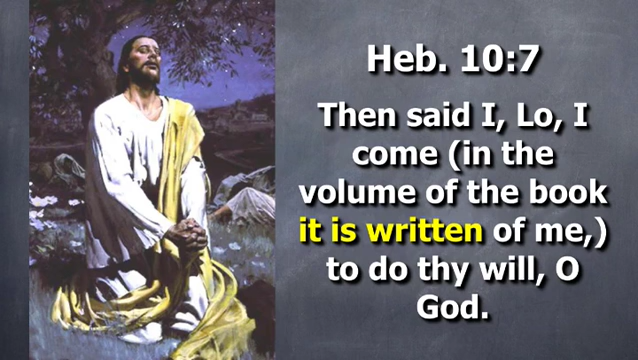 Heb. 10:7
Then said I, Lo, I
come (in the
volume of the book
it is written of me,)
to do thy will, O
God.